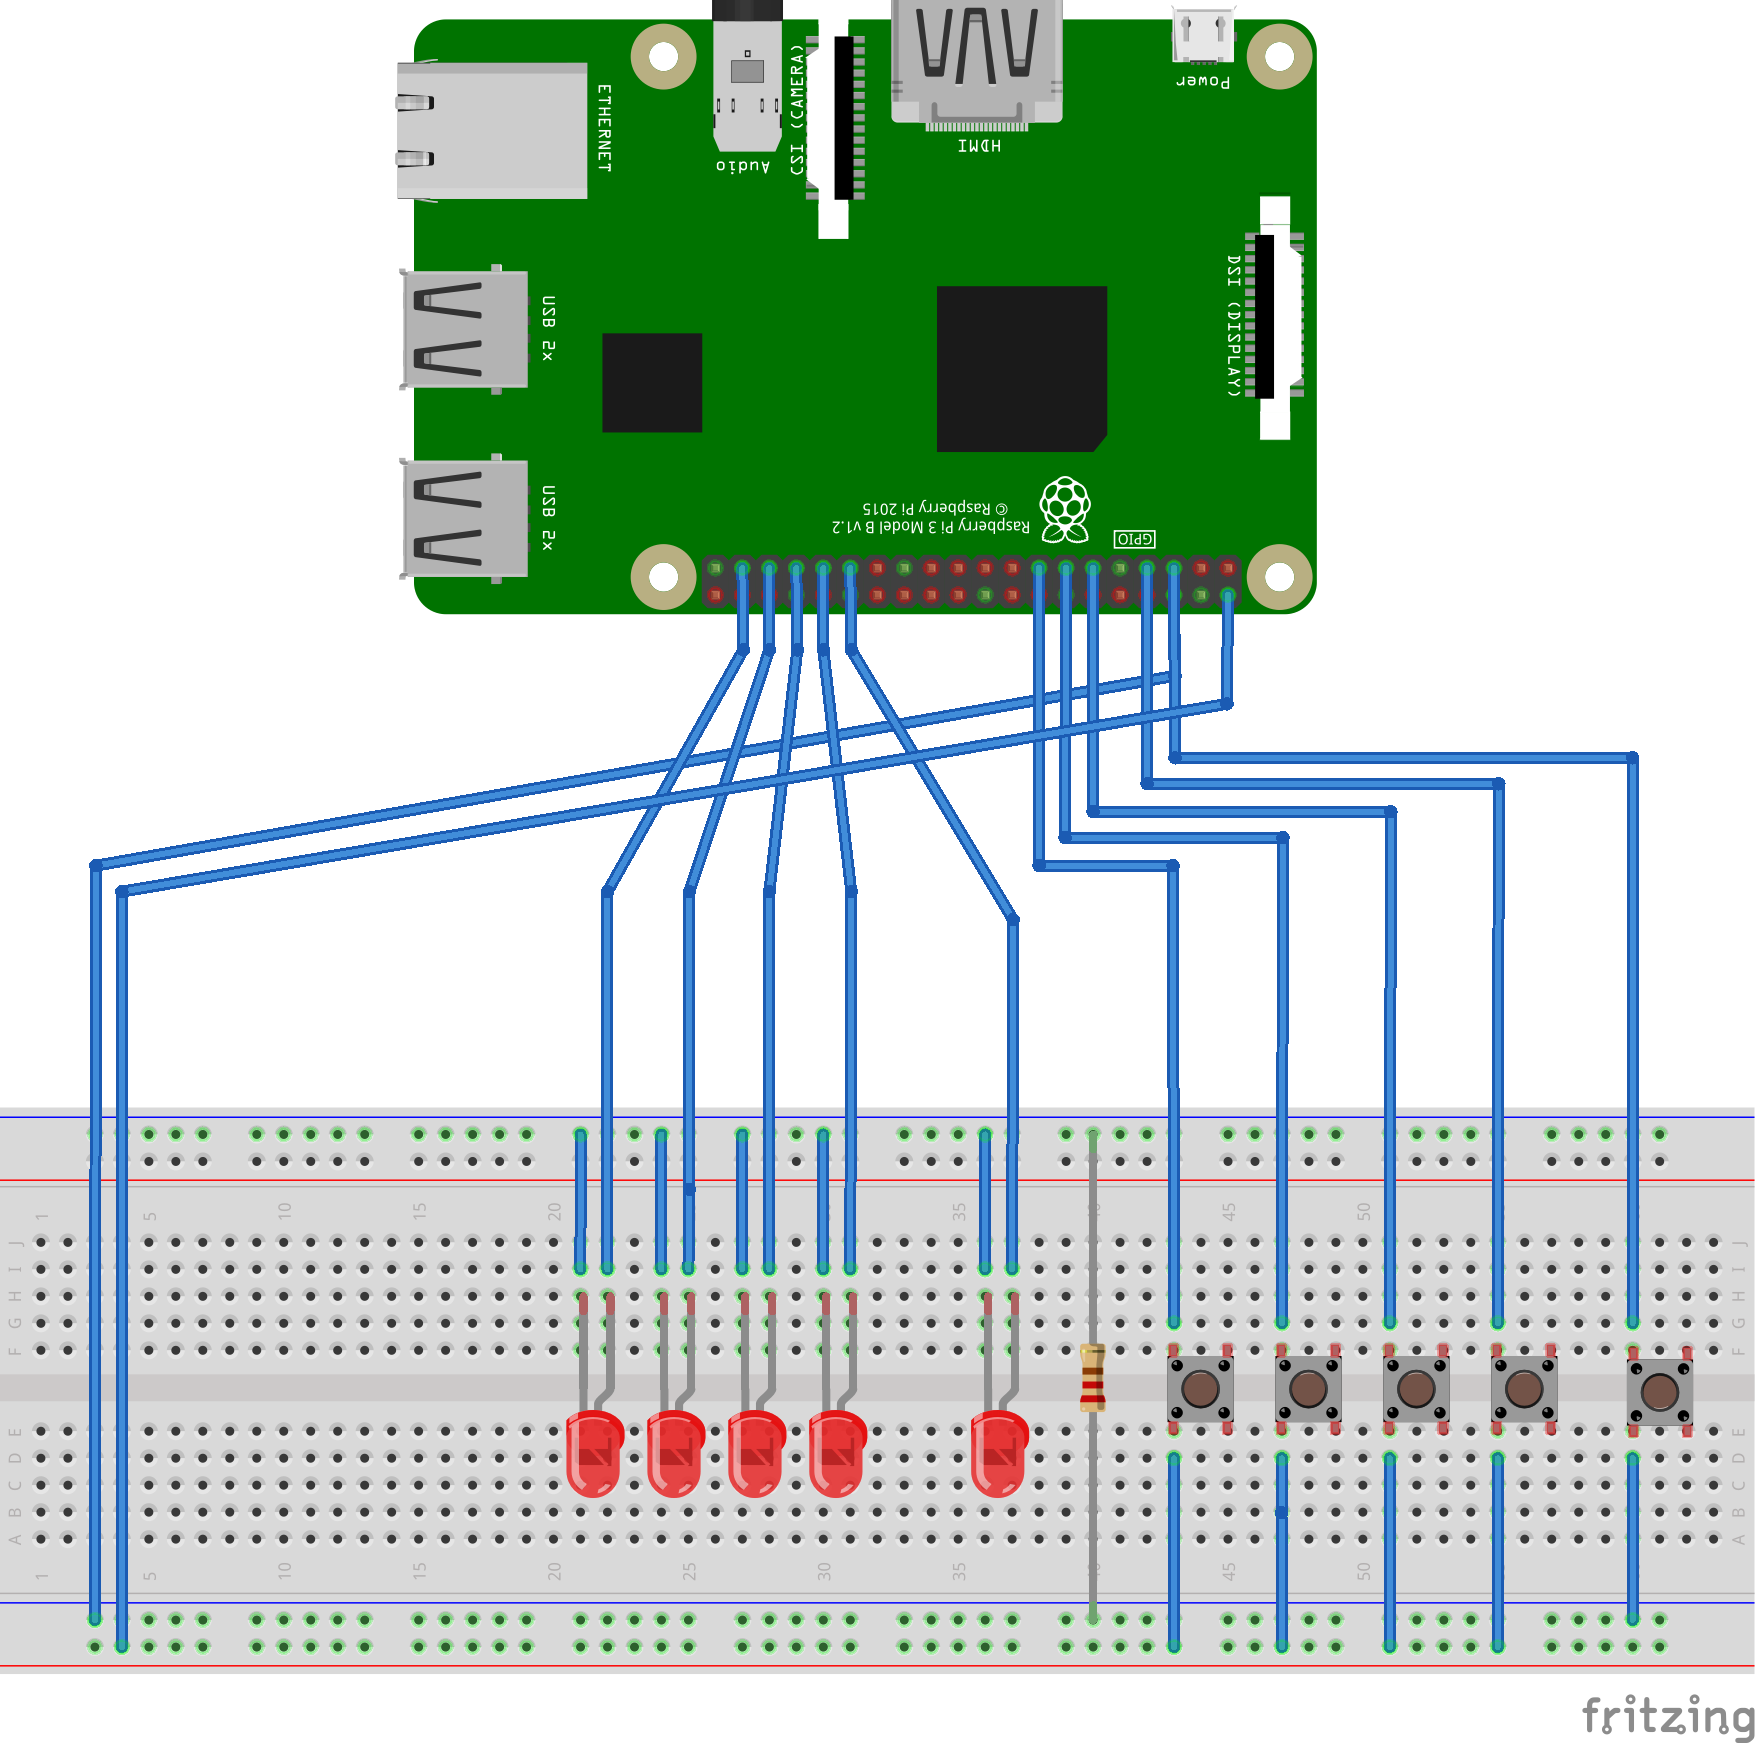 ETHERNET
Audio
CSI (CAMERA)
HDMI
Power
USB 2x
DSI (DISPLAY)
USB 2x
Raspberry Pi 3 Model B v1.2
© Raspberry Pi 2015
GPIO
1 5 10 15 20 35 45 50
J J
I I
H H
G G
F F
E E
D D
C C
B B
A A
1 5 10 15 20 25 30 35 45 50
fritzing